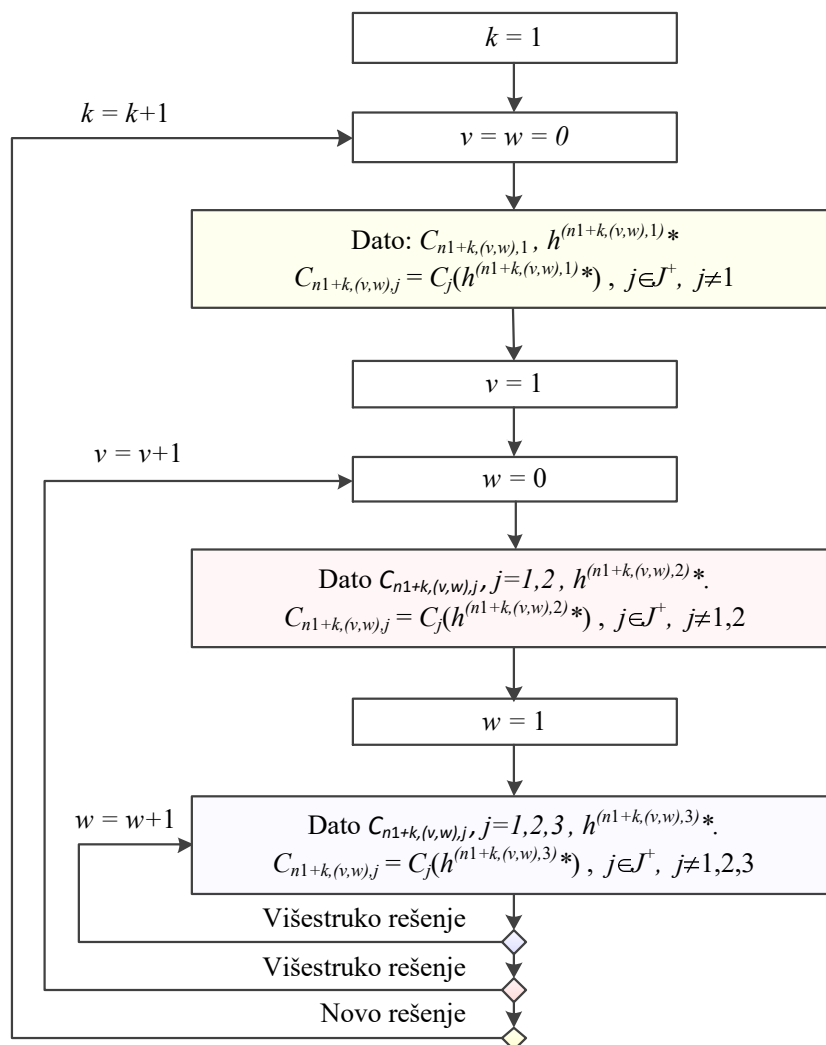 k = 1
k = k+1
v = w = 0
Dato: C_{n1+k,(v,w),1} , h^{(n1+k,(v,w),1)}*
C_{n1+k,(v,w),j} = C_j(h^{(n1+k,(v,w),1)}*) , j∈J^+, j≠1
v = 1
v = v+1
w = 0
Dato C_{n1+k,(v,w),j}, j=1,2 , h^{(n1+k,(v,w),2)}*.
C_{n1+k,(v,w),j} = C_j(h^{(n1+k,(v,w),2)}*) , j∈J^+, j≠1,2
w = 1
w = w+1
Dato C_{n1+k,(v,w),j}, j=1,2,3 , h^{(n1+k,(v,w),3)}*.
C_{n1+k,(v,w),j} = C_j(h^{(n1+k,(v,w),3)}*) , j∈J^+, j≠1,2,3
Višestruko rešenje
Višestruko rešenje
Novo rešenje